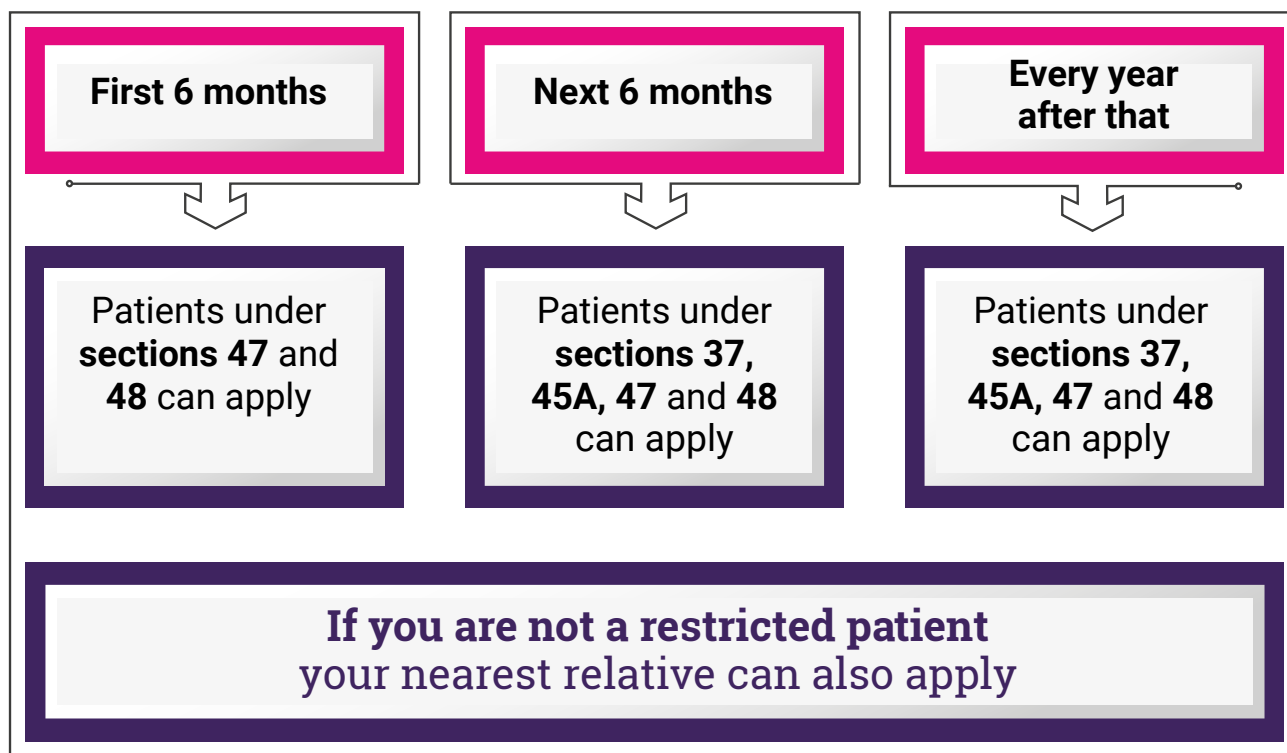 First 6 months
Next 6 months
Every year
after that
Patients under
sections 47 and
48 can apply
Patients under
sections 37,
45A, 47 and 48
can apply
Patients under
sections 37,
45A, 47 and 48
can apply
If you are not a restricted patient
your nearest relative can also apply